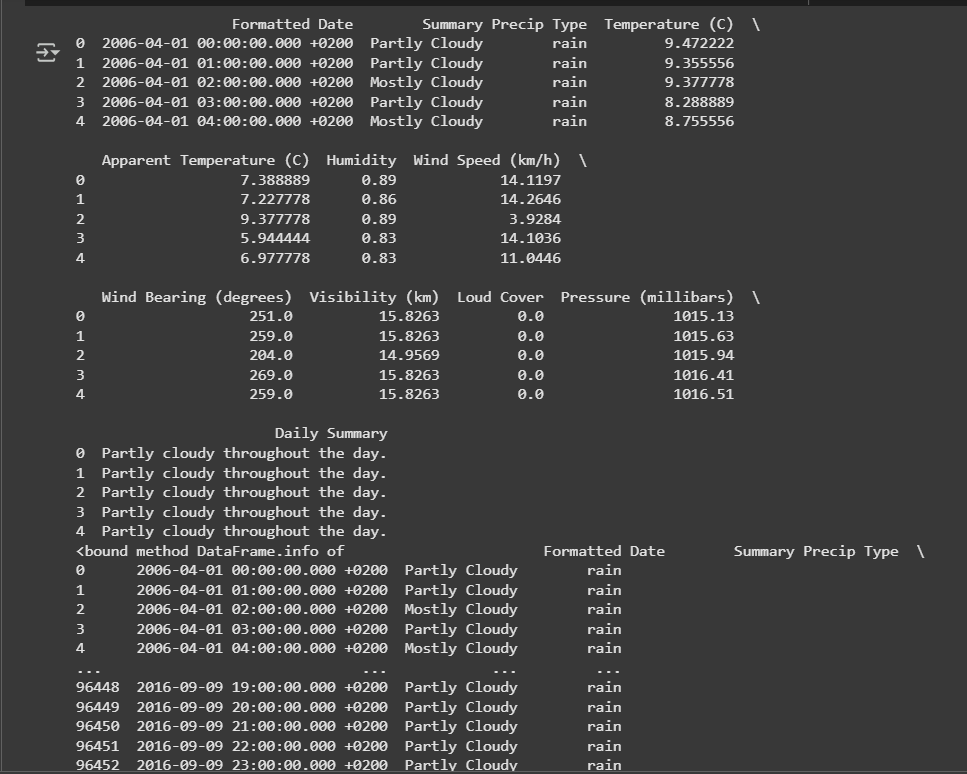 Formatted Date Summary Precip Type Temperature (C) \
0 2006-04-01 00:00:00.000 +0200 Partly Cloudy rain 9.472222
1 2006-04-01 01:00:00.000 +0200 Partly Cloudy rain 9.355556
2 2006-04-01 02:00:00.000 +0200 Mostly Cloudy rain 9.377778
3 2006-04-01 03:00:00.000 +0200 Partly Cloudy rain 8.288889
4 2006-04-01 04:00:00.000 +0200 Mostly Cloudy rain 8.755556
Apparent Temperature (C) Humidity Wind Speed (km/h) \
0 7.388889 0.89 14.1197
1 7.227778 0.86 14.2646
2 9.377778 0.89 3.9284
3 5.944444 0.83 14.1036
4 6.977778 0.83 11.0446
Wind Bearing (degrees) Visibility (km) Loud Cover Pressure (millibars) \
0 251.0 15.8263 0.0 1015.13
1 259.0 15.8263 0.0 1015.63
2 204.0 14.9569 0.0 1015.94
3 269.0 15.8263 0.0 1016.41
4 259.0 15.8263 0.0 1016.51
Daily Summary
0 Partly cloudy throughout the day.
1 Partly cloudy throughout the day.
2 Partly cloudy throughout the day.
3 Partly cloudy throughout the day.
4 Partly cloudy throughout the day.
<bound method DataFrame.info of Formatted Date Summary Precip Type \
0 2006-04-01 00:00:00.000 +0200 Partly Cloudy rain
1 2006-04-01 01:00:00.000 +0200 Partly Cloudy rain
2 2006-04-01 02:00:00.000 +0200 Mostly Cloudy rain
3 2006-04-01 03:00:00.000 +0200 Partly Cloudy rain
4 2006-04-01 04:00:00.000 +0200 Mostly Cloudy rain
... ... ... ...
96448 2016-09-09 19:00:00.000 +0200 Partly Cloudy rain
96449 2016-09-09 20:00:00.000 +0200 Partly Cloudy rain
96450 2016-09-09 21:00:00.000 +0200 Partly Cloudy rain
96451 2016-09-09 22:00:00.000 +0200 Partly Cloudy rain
96452 2016-09-09 23:00:00.000 +0200 Partly Cloudy rain